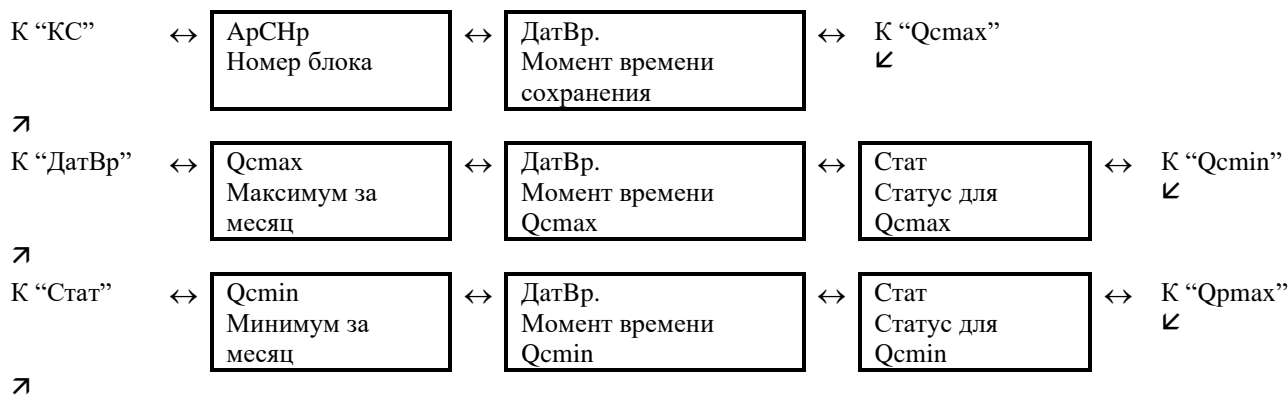 К “КС” ↔ АрСНр ↔ ДатВр. ↔ К “Qcmax”
Номер блока Момент времени ↙
сохранения
↗
К “ДатВр” ↔ Qcmax ↔ ДатВр. ↔ Стат ↔ К “Qcmin”
Максимум за Момент времени Статус для ↙
месяц Qcmax Qcmax
↗
К “Стат” ↔ Qcmin ↔ ДатВр. ↔ Стат ↔ К “Qpmax”
Минимум за Момент времени Статус для ↙
месяц Qcmin Qcmin
↗